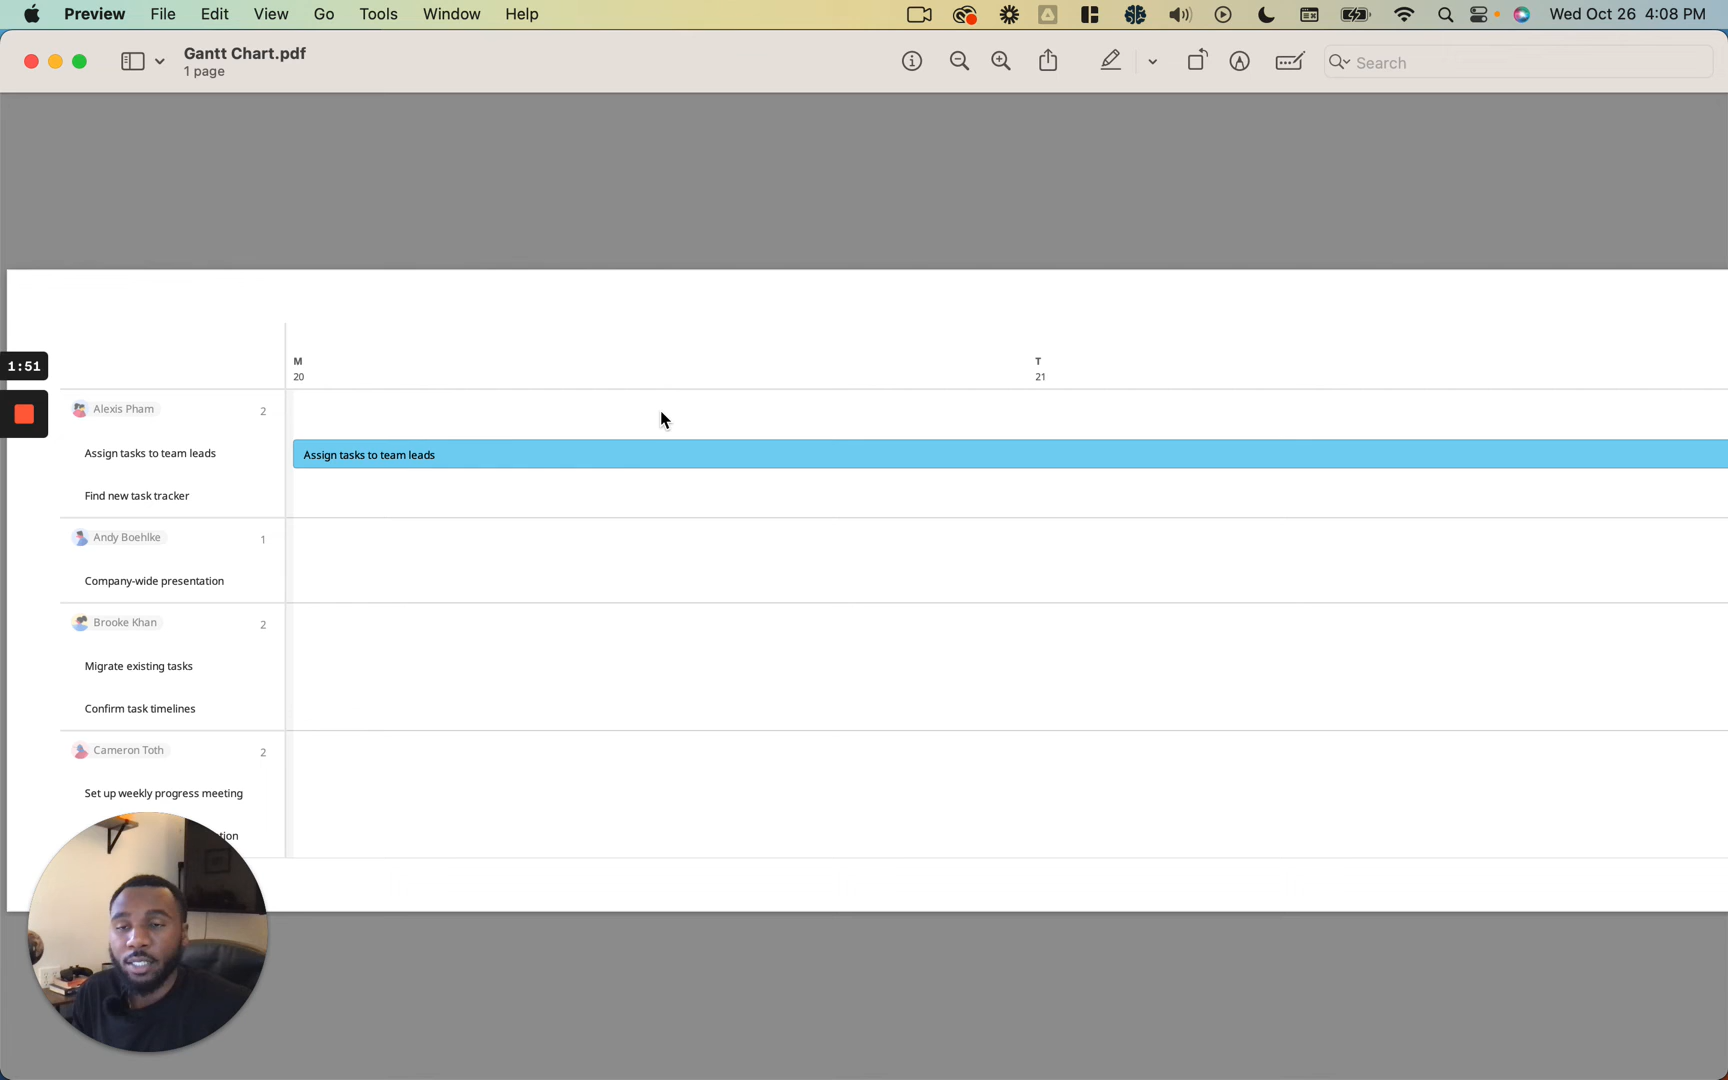 Preview File Edit View Go Tools Window Help Wed Oct 26 4:08 PM
Gantt Chart.pdf
1 page
Search
M T
20 21
1:51
Alexis Pham 2
Assign tasks to team leads Assign tasks to team leads
Find new task tracker
Andy Boehlke 1
Company-wide presentation
Brooke Khan 2
Migrate existing tasks
Confirm task timelines
Cameron Toth 2
Set up weekly progress meeting
tion